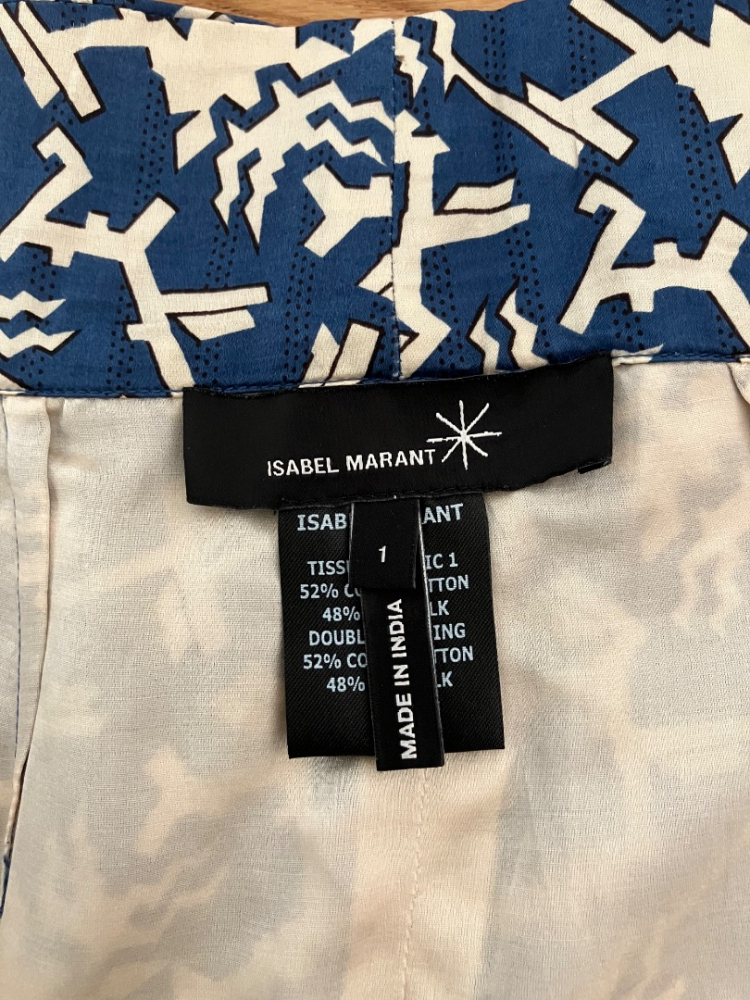 ISABEL MARANT
ISAB ANT
1
TISSU IC 1
52% CO TTON
48% LK
DOUBL ING
52% CO TTON
48% LK
MADE IN INDIA